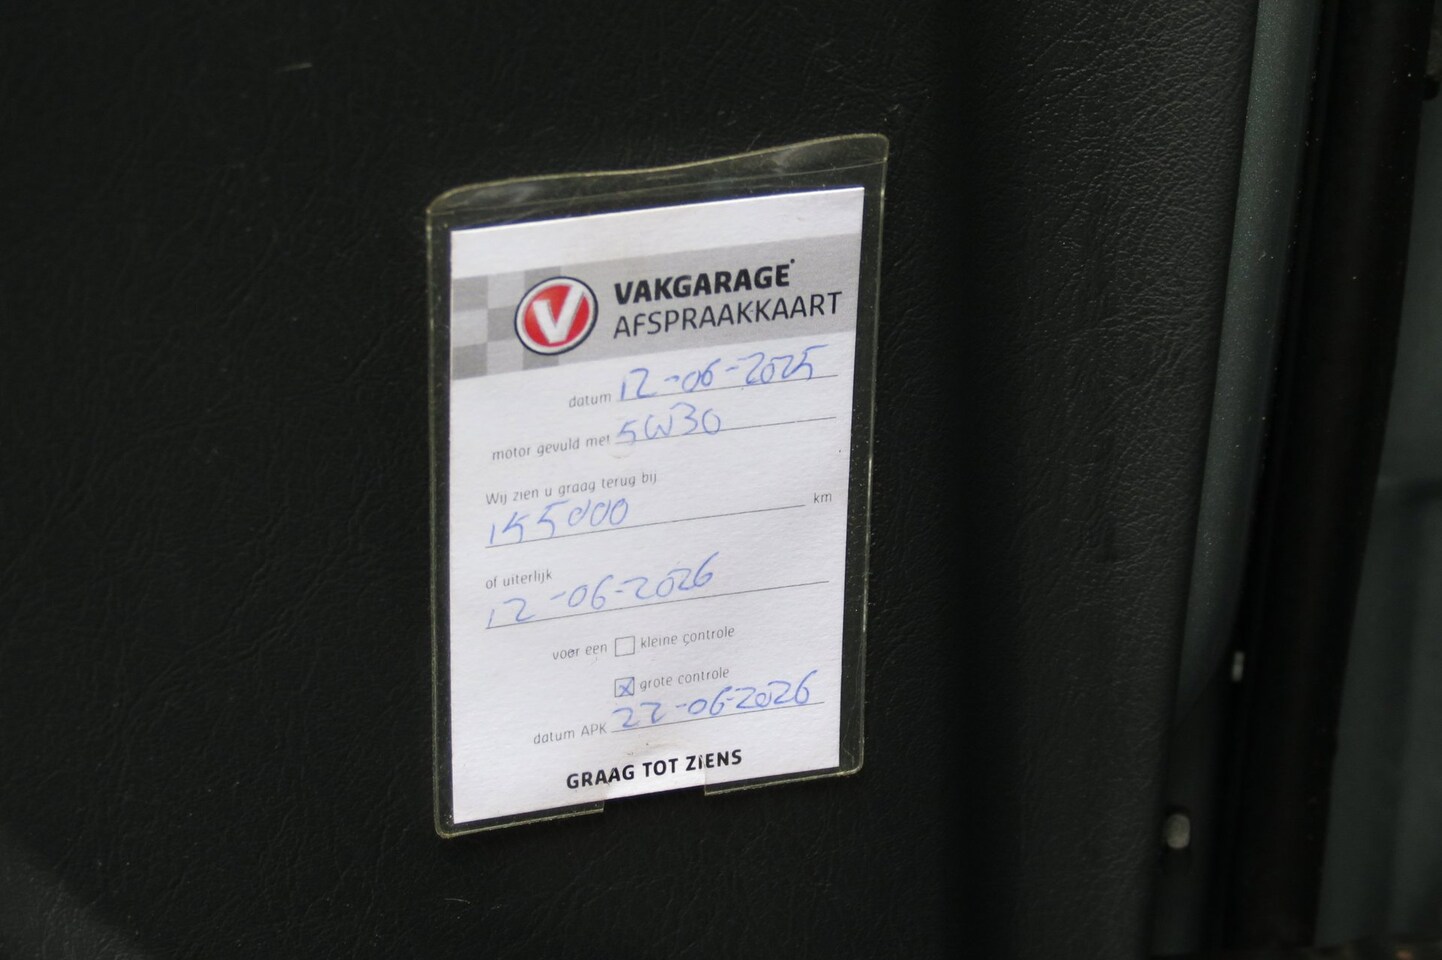 V VAKGARAGE
AFSPRAAKKAART
datum 12-06-2025
motor gevuld met 5W30
Wij zien u graag terug bij
155000 km
of uiterlijk
12-06-2026
voor een kleine controle
x grote controle
datum APK 22-06-2026
GRAAG TOT ZIENS